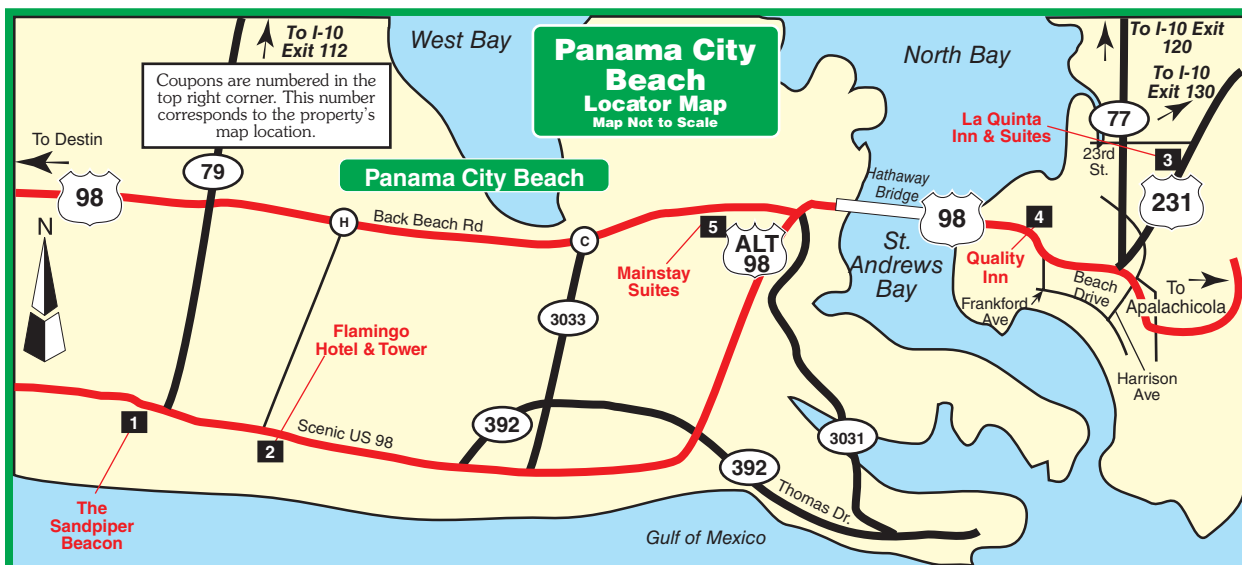 To I-10
Exit 112
West Bay
Panama City
Beach
Locator Map
Map Not to Scale
North Bay
To I-10 Exit
120
To I-10
Exit 130
Coupons are numbered in the
top right corner. This number
corresponds to the property's
map location.
La Quinta
Inn & Suites
77
23rd
St.
3
To Destin
79
Panama City Beach
Hathaway
Bridge
98
98
231
N
H
Back Beach Rd
C
5
ALT
98
4
Mainstay
Suites
St.
Andrews
Bay
Quality
Inn
Beach
Drive
To
Apalachicola
Frankford
Ave
3033
Flamingo
Hotel & Tower
Harrison
Ave
1
2
Scenic US 98
392
3031
392
Thomas Dr.
The
Sandpiper
Beacon
Gulf of Mexico